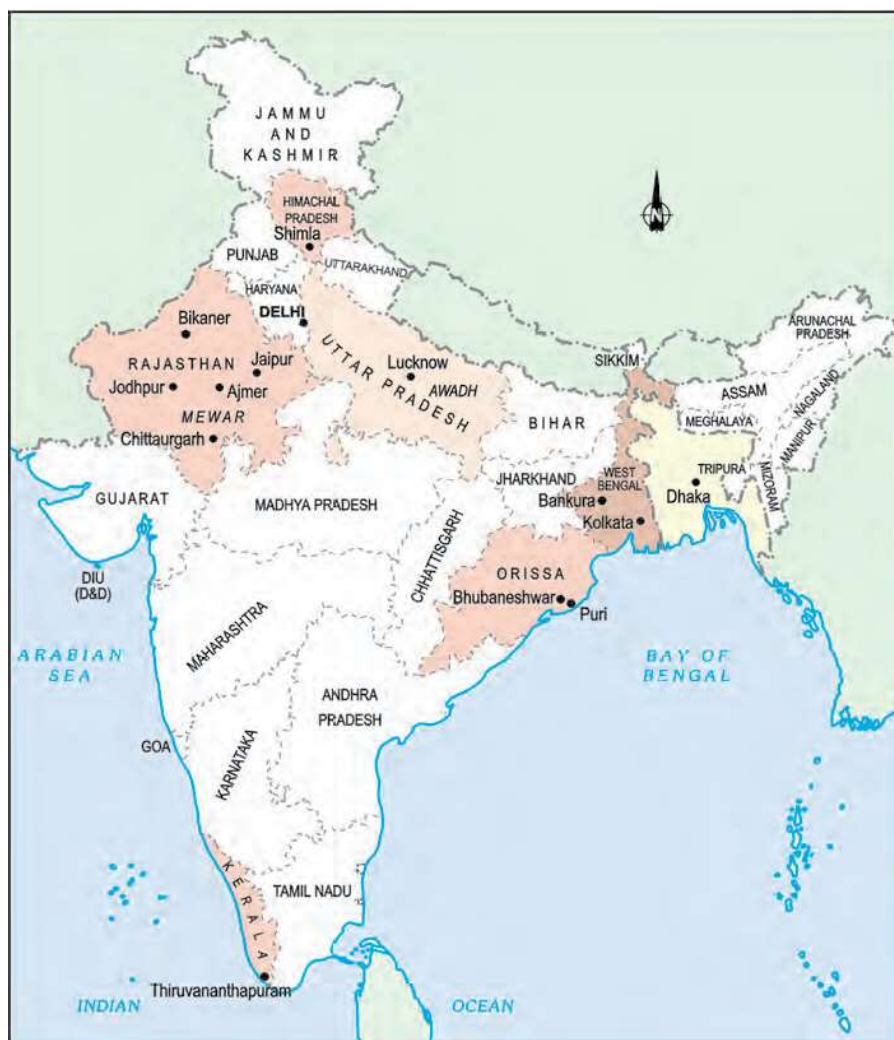 JAMMU
AND
KASHMIR
HIMACHAL
PRADESH
Shimla
PUNJAB
UTTARAKHAND
HARYANA
DELHI
N
Bikaner
RAJASTHAN
Jaipur
Jodhpur
Ajmer
MEWAR
Chittaurgarh
UTTAR PRADESH
Lucknow
AWADH
SIKKIM
ARUNACHAL
PRADESH
ASSAM
NAGALAND
MEGHALAYA
MANIPUR
BIHAR
JHARKHAND
WEST
BENGAL
TRIPURA
MIZORAM
Bankura
Dhaka
Kolkata
GUJARAT
MADHYA PRADESH
CHHATTISGARH
DIU
(D&D)
ORISSA
Bhubaneshwar
Puri
MAHARASHTRA
ARABIAN
SEA
BAY OF
BENGAL
ANDHRA
PRADESH
GOA
KARNATAKA
KERALA
TAMIL NADU
Thiruvananthapuram
INDIAN
OCEAN